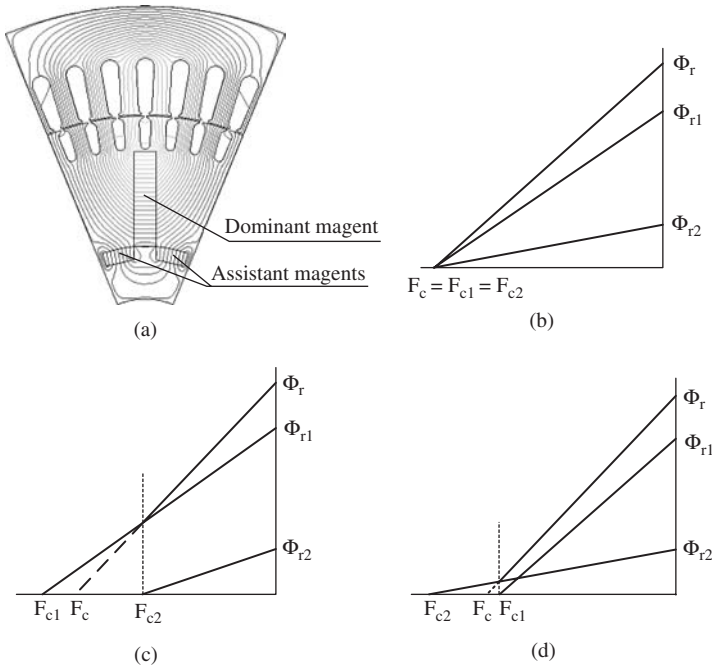 Dominant magent
Assistant magents
(a)
Φr
Φr1
Φr2
Fc = Fc1 = Fc2
(b)
Φr
Φr1
Φr2
Fc1
Fc
Fc2
(c)
Φr
Φr1
Φr2
Fc2
Fc
Fc1
(d)